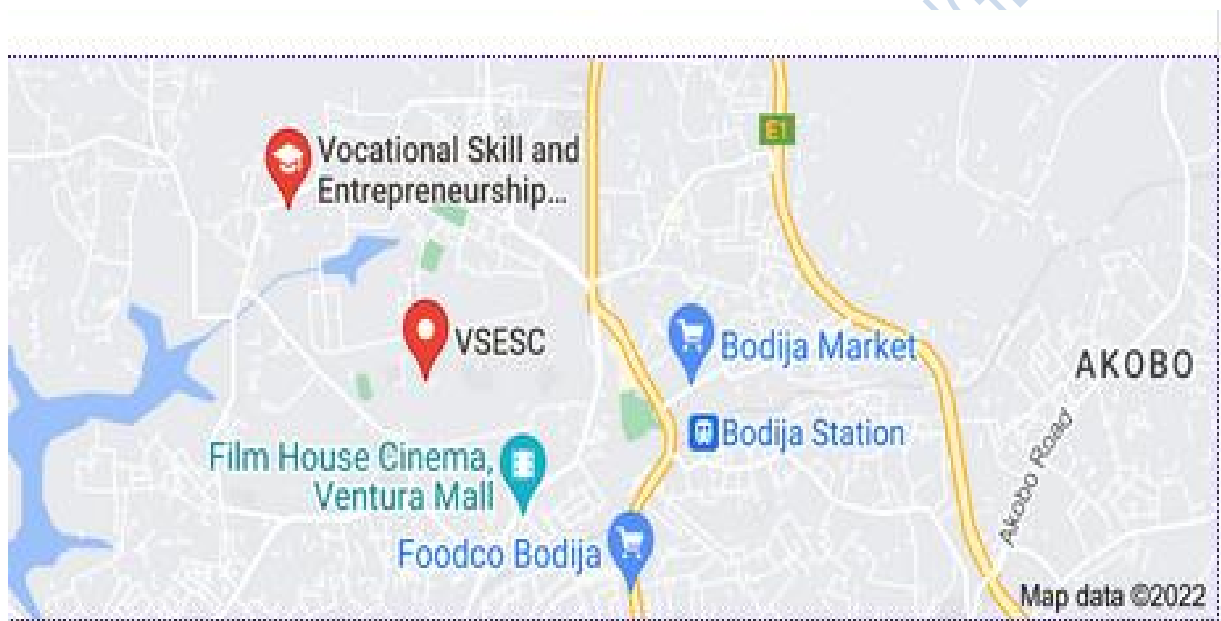 E1
Vocational Skill and
Entrepreneurship...
VSESC
Bodija Market
AKOBO
Bodija Station
Film House Cinema,
Ventura Mall
Akobo Road
Foodco Bodija
Map data ©2022